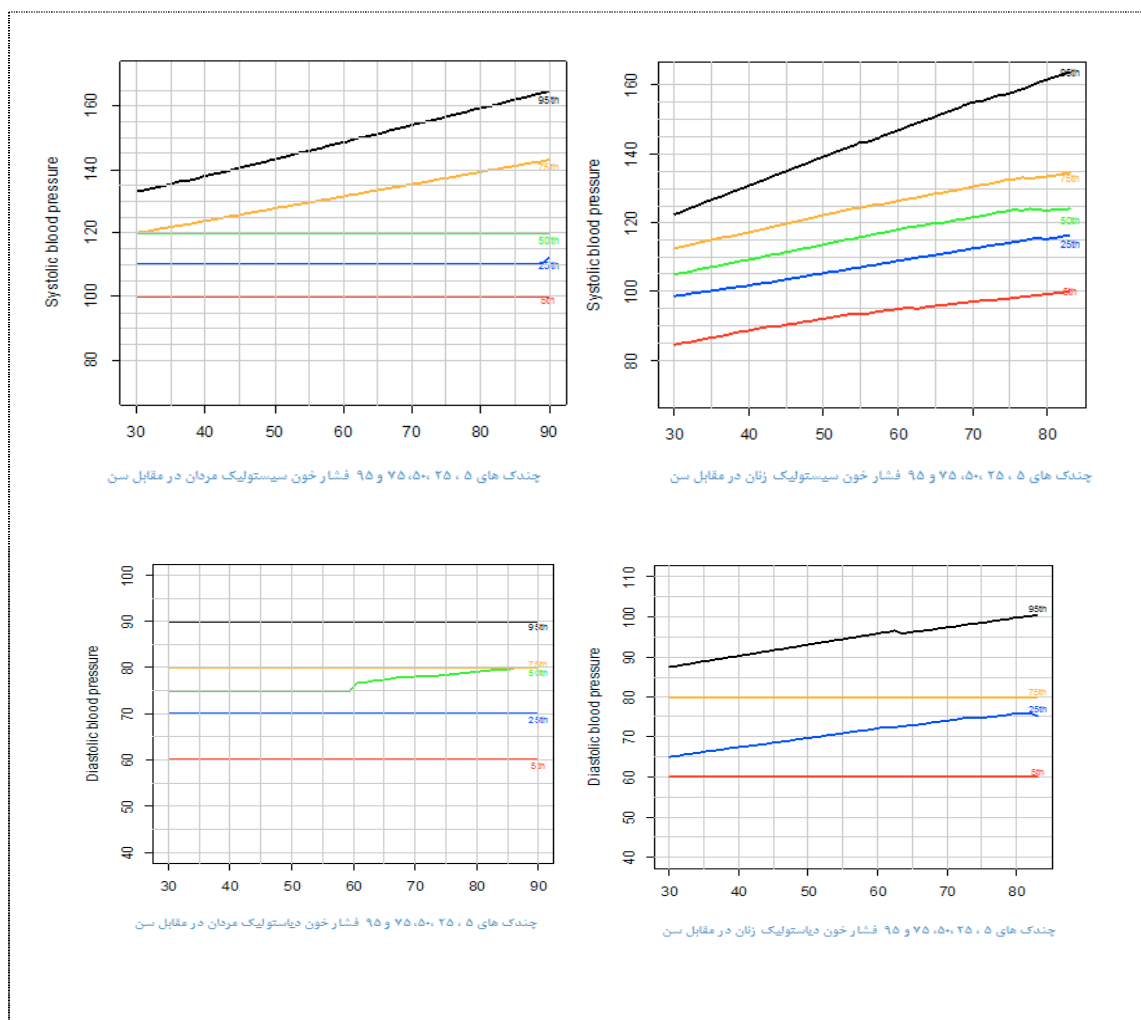 Systolic blood pressure
160
140
120
100
80
95th
75th
50th
25th
5th
30 40 50 60 70 80 90
چندک های ۵ ، ۲۵ ،۵۰، ۷۵ و ۹۵ فشار خون سیستولیک مردان در مقابل سن
Systolic blood pressure
160
140
120
100
80
95th
75th
50th
25th
5th
30 40 50 60 70 80
چندک های ۵ ، ۲۵ ،۵۰، ۷۵ و ۹۵ فشار خون سیستولیک زنان در مقابل سن
Diastolic blood pressure
100
90
80
70
60
50
40
95th
75th
50th
25th
5th
30 40 50 60 70 80 90
چندک های ۵ ، ۲۵ ،۵۰، ۷۵ و ۹۵ فشار خون دیاستولیک مردان در مقابل سن
Diastolic blood pressure
110
100
90
80
70
60
50
40
95th
75th
25th
5th
30 40 50 60 70 80
چندک های ۵ ، ۲۵ ،۵۰، ۷۵ و ۹۵ فشار خون دیاستولیک زنان در مقابل سن